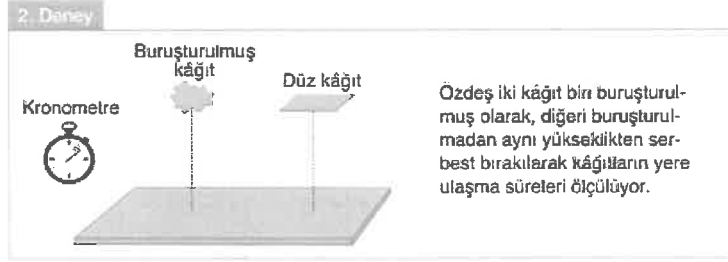 2. Deney
Buruşturulmuş
kâğıt
Düz kâğıt
Kronometre
Özdeş iki kâğıt biri buruşturul-
muş olarak, diğeri buruşturul-
madan aynı yükseklikten ser-
best bırakılarak kâğıtların yere
ulaşma süreleri ölçülüyor.